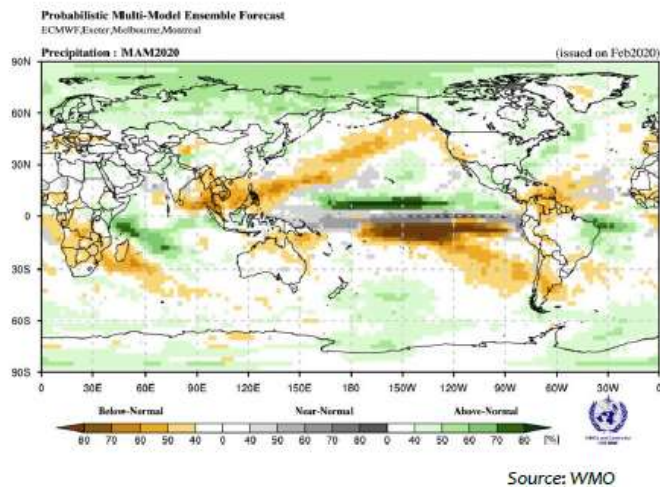 Probabilistic Multi-Model Ensemble Forecast
ECMWF,Exeter,Melbourne,Montreal
Precipitation : MAM2020 (issued on Feb2020)
90N
60N
30N
0
30S
60S
90S
0 30E 60E 90E 120E 150E 180 150W 120W 90W 60W 30W 0
Below-Normal Near-Normal Above-Normal
80 70 60 50 40 0 40 50 60 70 80 0 40 50 60 70 80 [%]
Source: WMO